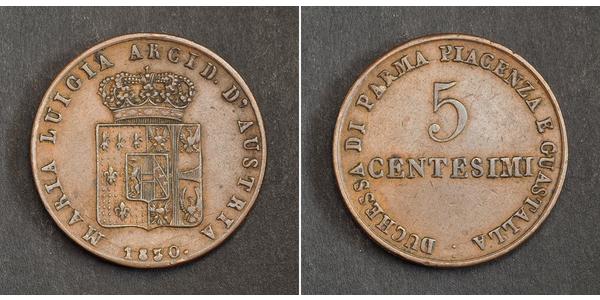 MARIA LUIGIA ARCID. D'AUSTRIA
1830.
DUCHESSA DI PARMA PIACENZA E GUASTALLA
5
CENTESIMI